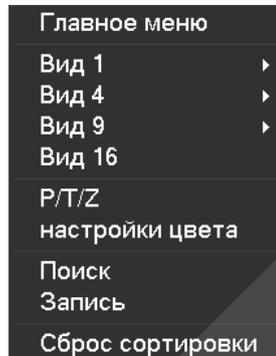 Главное меню
Вид 1
Вид 4
Вид 9
Вид 16
P/T/Z
настройки цвета
Поиск
Запись
Сброс сортировки